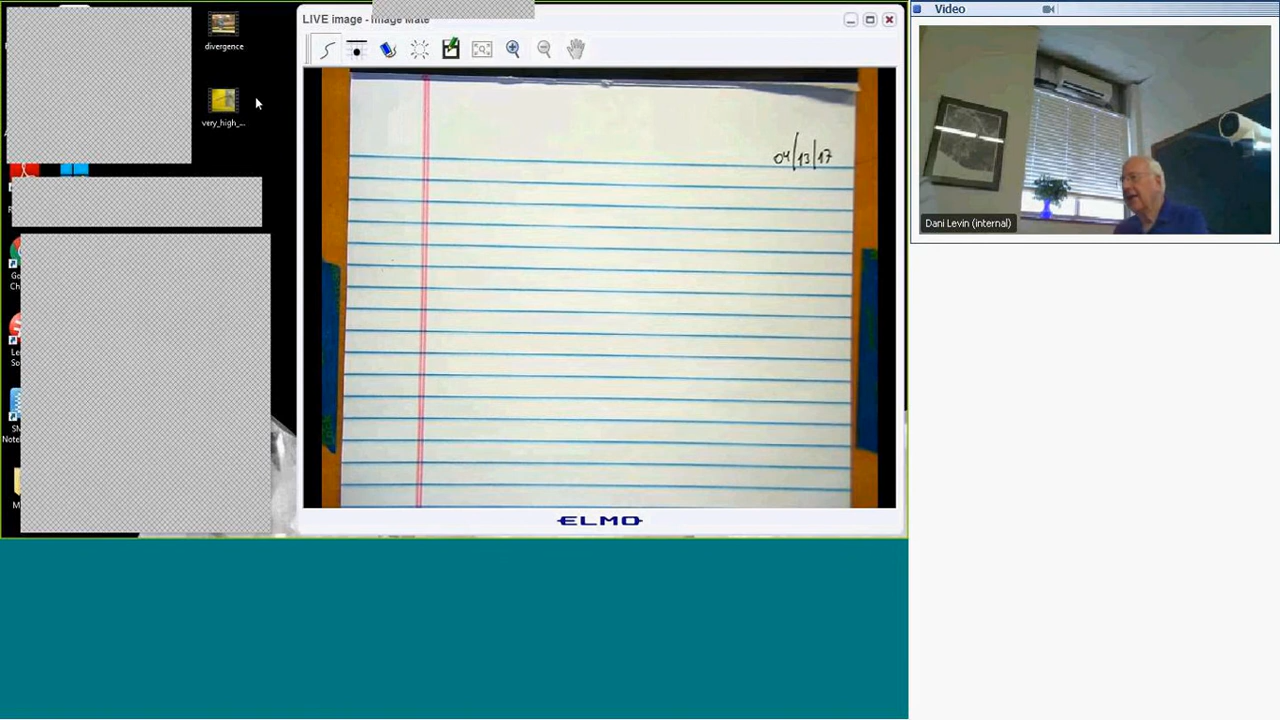 divergence
very_high_...
LIVE image - Image Mate
04/13/17
ELMO
Video
Dani Levin (internal)